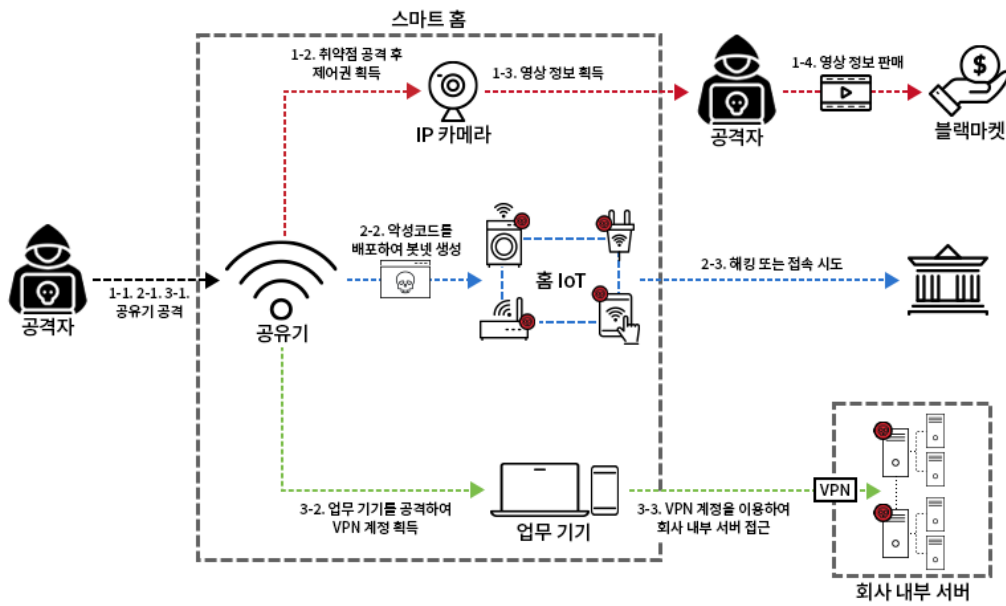 스마트 홈
1-2. 취약점 공격 후
제어권 획득
IP 카메라
1-3. 영상 정보 획득
공격자
1-4. 영상 정보 판매
$
블랙마켓
공격자
1-1. 2-1. 3-1.
공유기 공격
공유기
2-2. 악성코드를
배포하여 봇넷 생성
홈 IoT
2-3. 해킹 또는 접속 시도
3-2. 업무 기기를 공격하여
VPN 계정 획득
업무 기기
3-3. VPN 계정을 이용하여
회사 내부 서버 접근
VPN
회사 내부 서버